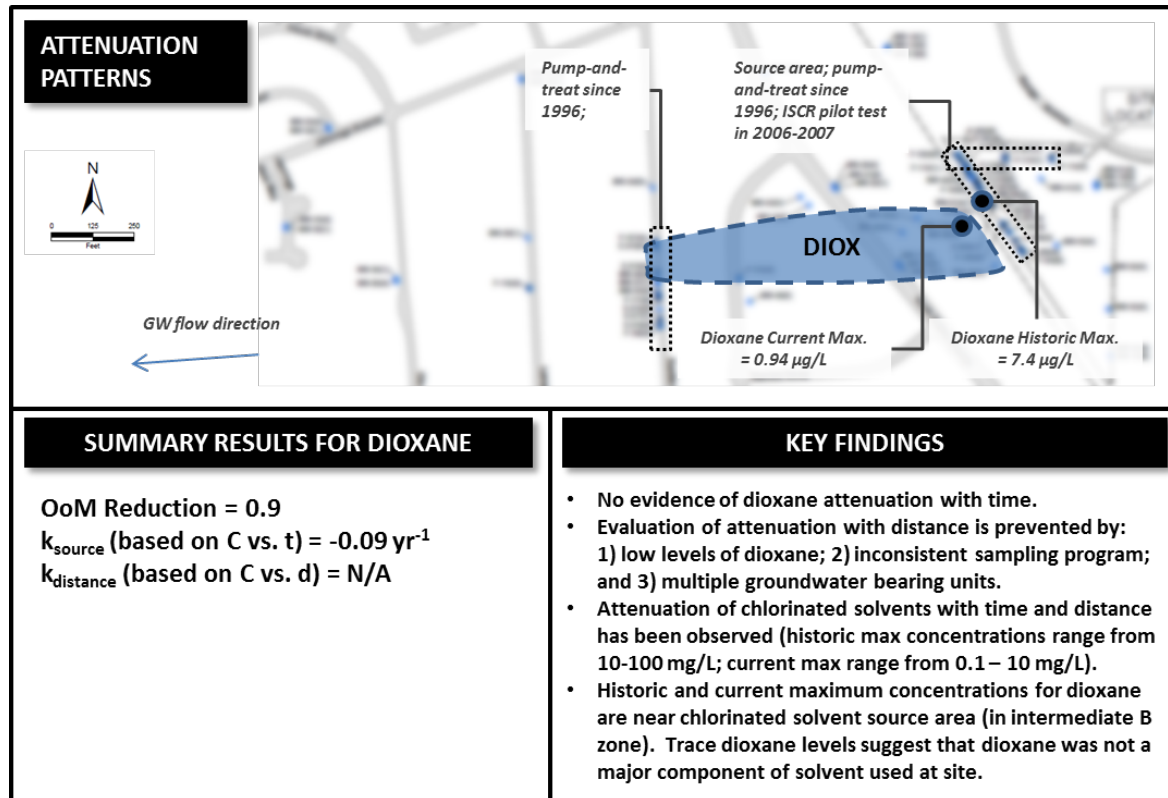 ATTENUATION
PATTERNS
N
0 125 250
Feet
GW flow direction
Pump-and-
treat since
1996;
Source area; pump-
and-treat since
1996; ISCR pilot test
in 2006-2007
DIOX
Dioxane Current Max.
= 0.94 µg/L
Dioxane Historic Max.
= 7.4 µg/L
SUMMARY RESULTS FOR DIOXANE
OoM Reduction = 0.9
ksource (based on C vs. t) = -0.09 yr-1
kdistance (based on C vs. d) = N/A
KEY FINDINGS
• No evidence of dioxane attenuation with time.
• Evaluation of attenuation with distance is prevented by:
1) low levels of dioxane; 2) inconsistent sampling program;
and 3) multiple groundwater bearing units.
• Attenuation of chlorinated solvents with time and distance
has been observed (historic max concentrations range from
10-100 mg/L; current max range from 0.1 – 10 mg/L).
• Historic and current maximum concentrations for dioxane
are near chlorinated solvent source area (in intermediate B
zone). Trace dioxane levels suggest that dioxane was not a
major component of solvent used at site.